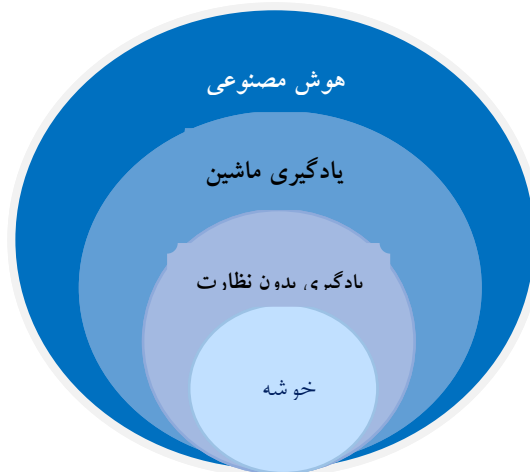 هوش مصنوعی
یادگیری ماشین
یادگیری بدون نظارت
خوشه